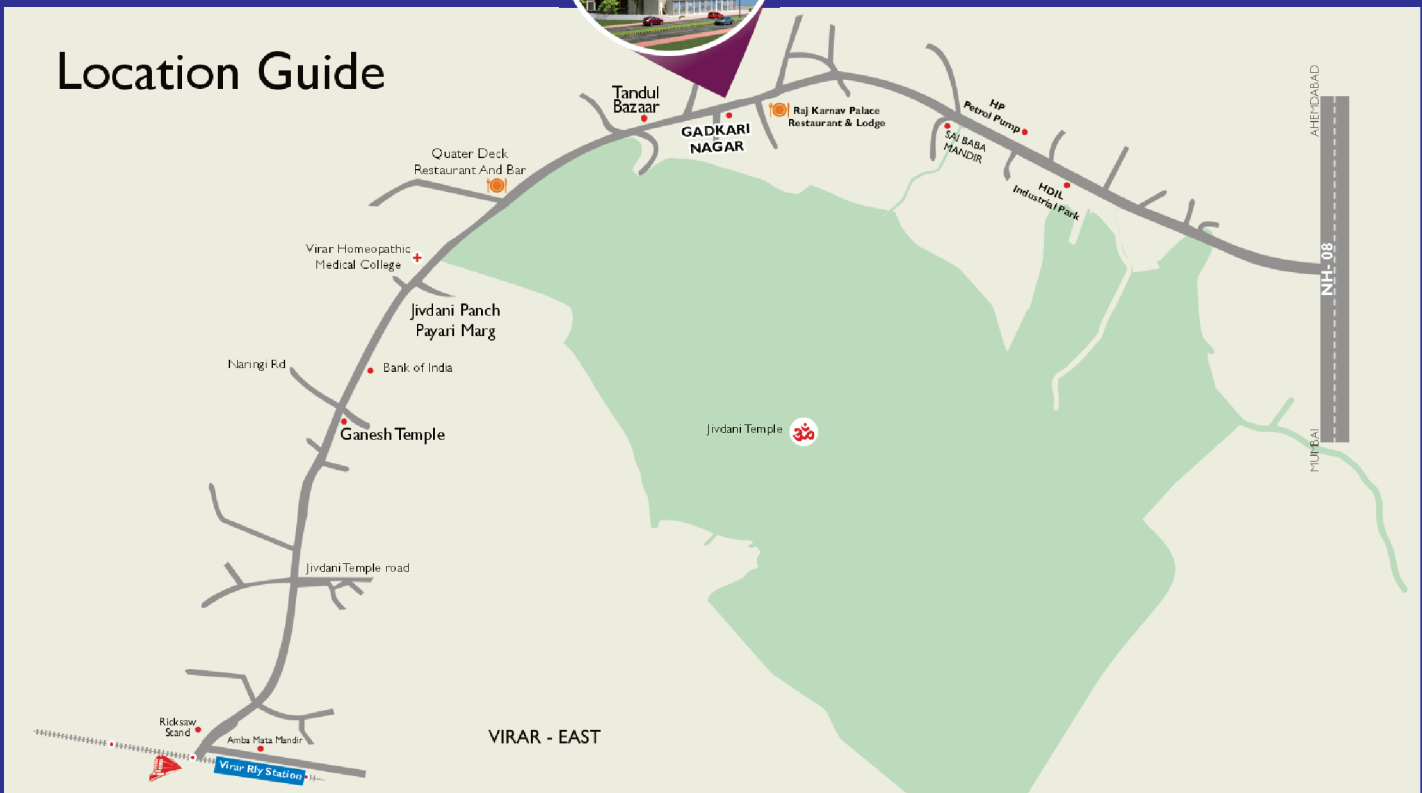 Location Guide
Tandul
Bazaar
GADKARI
NAGAR
Raj Karnav Palace
Restaurant & Lodge
HP
Petrol Pump
SAI BABA
MANDIR
HDIL
Industrial Park
AHEMDABAD
NH- 08
MUMBAI
Quater Deck
Restaurant And Bar
Virar Homeopathic
Medical College
Jivdani Panch
Payari Marg
Naringi Rd
Bank of India
Ganesh Temple
Jivdani Temple
ॐ
Jivdani Temple road
Ricksaw
Stand
Amba Mata Mandir
Virar Rly Station
VIRAR - EAST